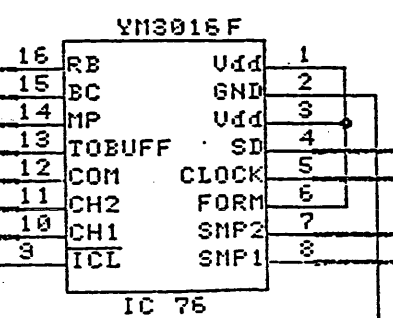 YM3016F
16 RB Vdd 1
15 BC GND 2
14 MP Vdd 3
13 TOBUFF SD 4
12 COM CLOCK 5
11 CH2 FORM 6
10 CH1 SMP2 7
9 ICL SMP1 8
IC 76